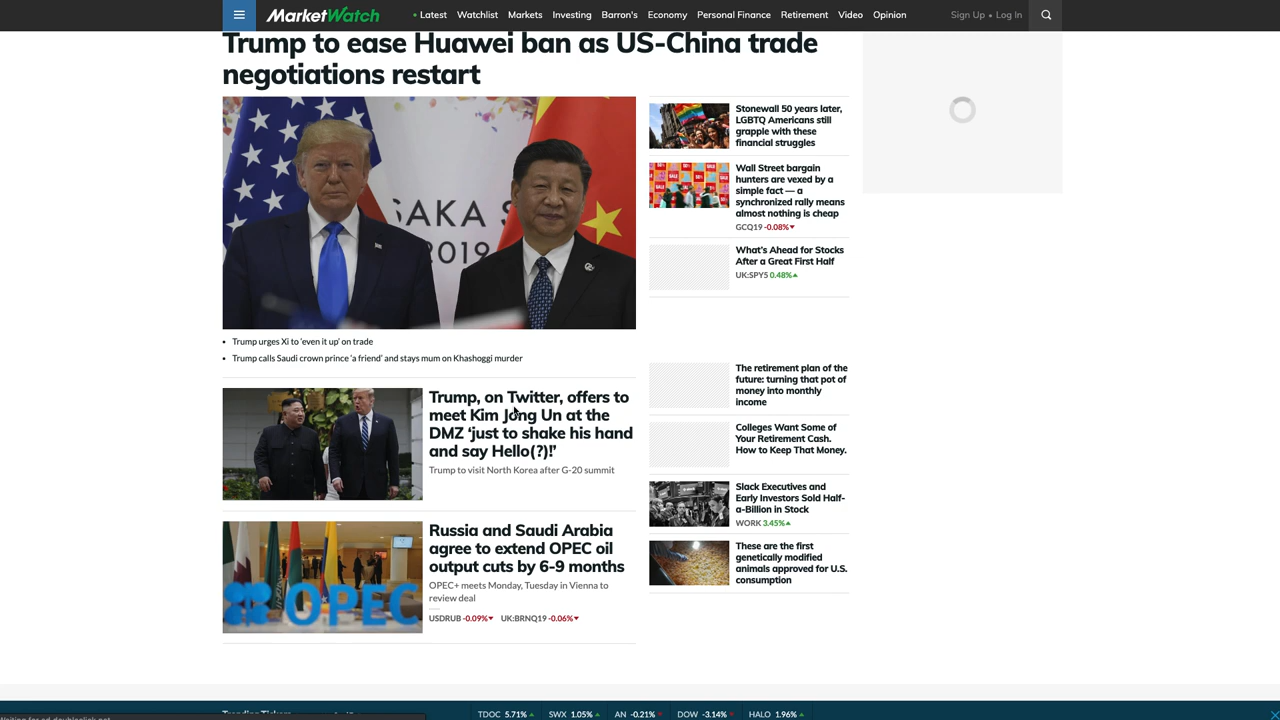 MarketWatch
Latest Watchlist Markets Investing Barron's Economy Personal Finance Retirement Video Opinion
Sign Up • Log In
Trump to ease Huawei ban as US-China trade
negotiations restart
SAKA S
2019
• Trump urges Xi to 'even it up' on trade
• Trump calls Saudi crown prince 'a friend' and stays mum on Khashoggi murder
Trump, on Twitter, offers to
meet Kim Jong Un at the
DMZ 'just to shake his hand
and say Hello(?)!'
Trump to visit North Korea after G-20 summit
OPEC
Russia and Saudi Arabia
agree to extend OPEC oil
output cuts by 6-9 months
OPEC+ meets Monday, Tuesday in Vienna to
review deal
USDRUB -0.09% UK:BRNQ19 -0.06%
Stonewall 50 years later,
LGBTQ Americans still
grapple with these
financial struggles
Wall Street bargain
hunters are vexed by a
simple fact — a
synchronized rally means
almost nothing is cheap
GCQ19 -0.08%
What's Ahead for Stocks
After a Great First Half
UK:SPY5 0.48%
The retirement plan of the
future: turning that pot of
money into monthly
income
Colleges Want Some of
Your Retirement Cash.
How to Keep That Money.
Slack Executives and
Early Investors Sold Half-
a-Billion in Stock
WORK 3.45%
These are the first
genetically modified
animals approved for U.S.
consumption
TDOC 5.71% SWX 1.05% AN -0.21% DOW -3.14% HALO 1.96%